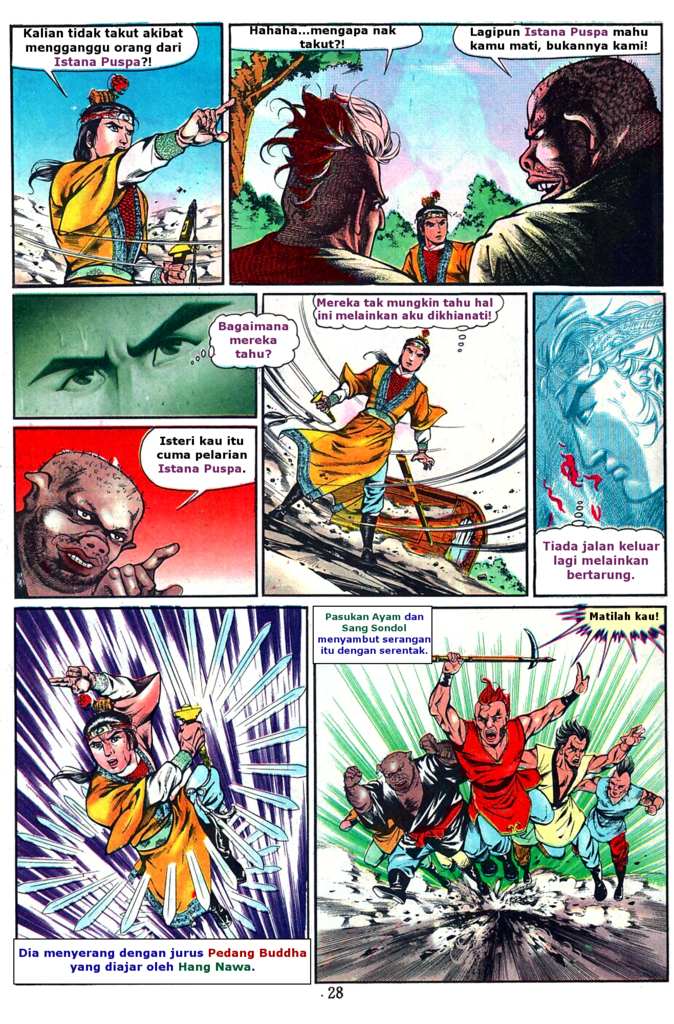 Kalian tidak takut akibat
mengganggu orang dari
Istana Puspa?!
Hahaha...mengapa nak
takut?!
Lagipun Istana Puspa mahu
kamu mati, bukannya kami!
Bagaimana
mereka
tahu?
Mereka tak mungkin tahu hal
ini melainkan aku dikhianati!
Isteri kau itu
cuma pelarian
Istana Puspa.
Tiada jalan keluar
lagi melainkan
bertarung.
Dia menyerang dengan jurus Pedang Buddha
yang diajar oleh Hang Nawa.
Pasukan Ayam dan
Sang Sondol
menyambut serangan
itu dengan serentak.
Matilah kau!
28